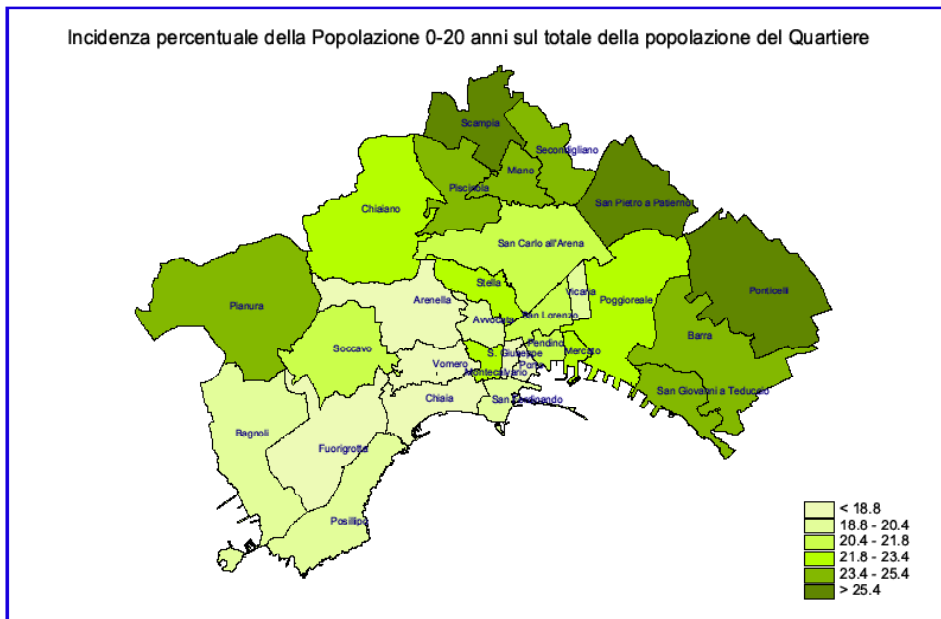 Incidenza percentuale della Popolazione 0-20 anni sul totale della popolazione del Quartiere
Scampia
Secondigliano
Miano
Piscinola
San Pietro a Patierno
Chiaiano
San Carlo all'Arena
Stella
Vicaria
Ponticelli
Arenella
Poggioreale
Pianura
Avvocata
San Lorenzo
Barra
Soccavo
Pendino
Mercato
S. Giuseppe
Porto
Vomero
Montecalvario
San Giovanni a Teduccio
Chiaia
San Ferdinando
Bagnoli
Fuorigrotta
Posillipo
< 18.8
18.8 - 20.4
20.4 - 21.8
21.8 - 23.4
23.4 - 25.4
> 25.4